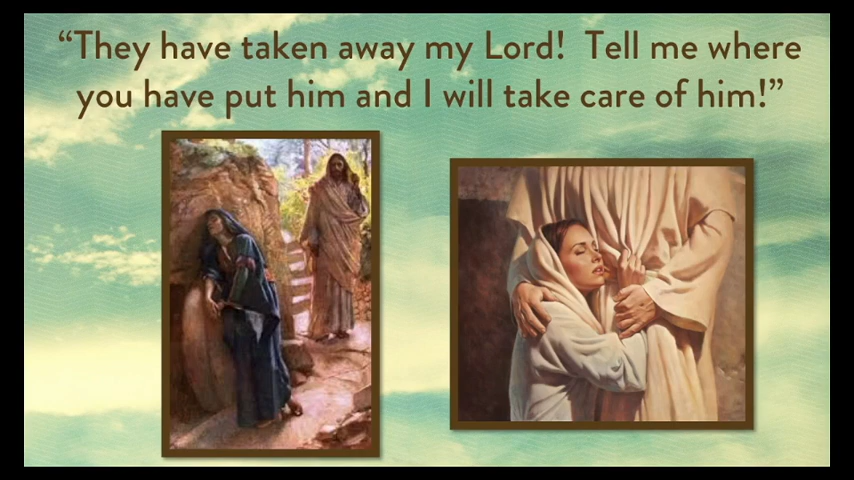 “They have taken away my Lord!  Tell me where
you have put him and I will take care of him!”